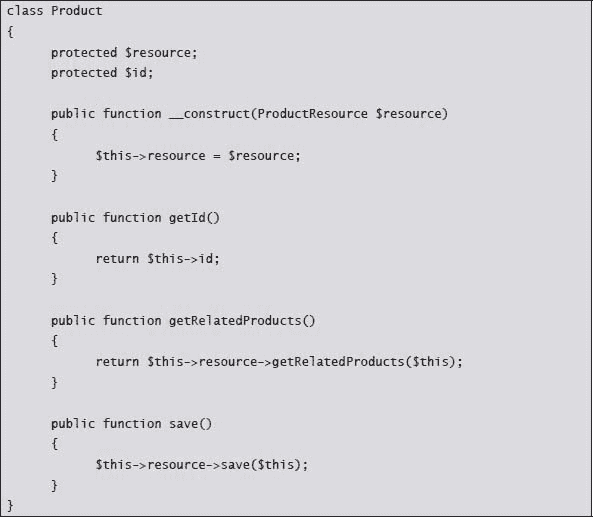 class Product
{
protected $resource;
protected $id;
public function __construct(ProductResource $resource)
{
$this->resource = $resource;
}
public function getId()
{
return $this->id;
}
public function getRelatedProducts()
{
return $this->resource->getRelatedProducts($this);
}
public function save()
{
$this->resource->save($this);
}
}